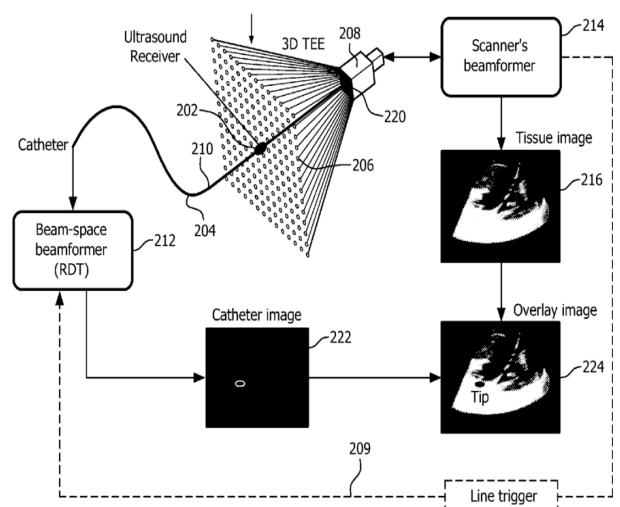 3D TEE
208
Scanner's
beamformer
214
Ultrasound
Receiver
220
202
Tissue image
Catheter
210
206
216
204
Beam-space
beamformer
(RDT)
212
Catheter image
222
Overlay image
Tip
224
209
Line trigger